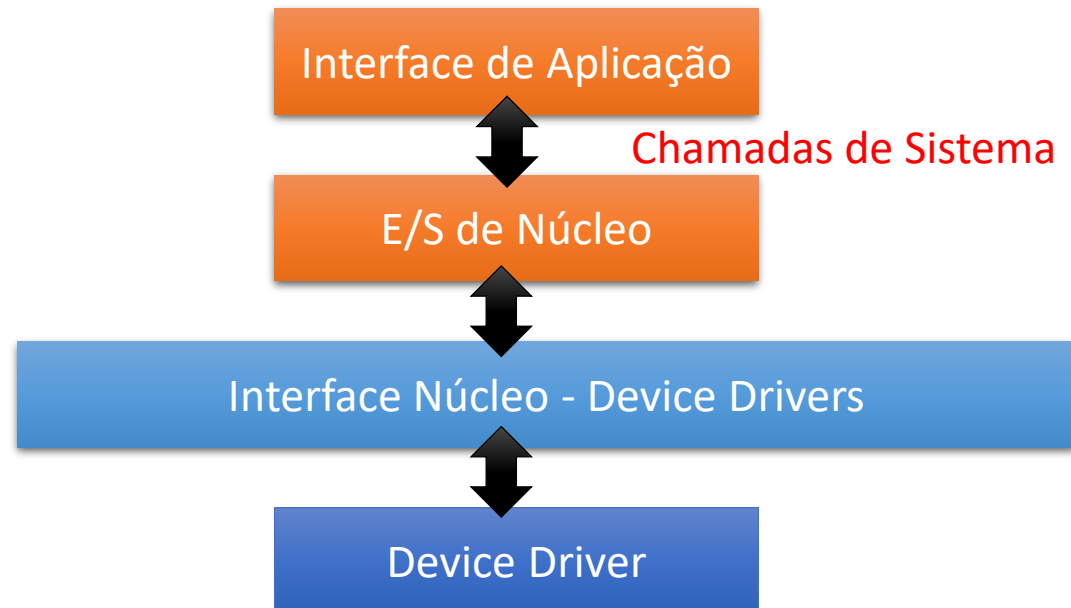 Interface de Aplicação
Chamadas de Sistema
E/S de Núcleo
Interface Núcleo - Device Drivers
Device Driver